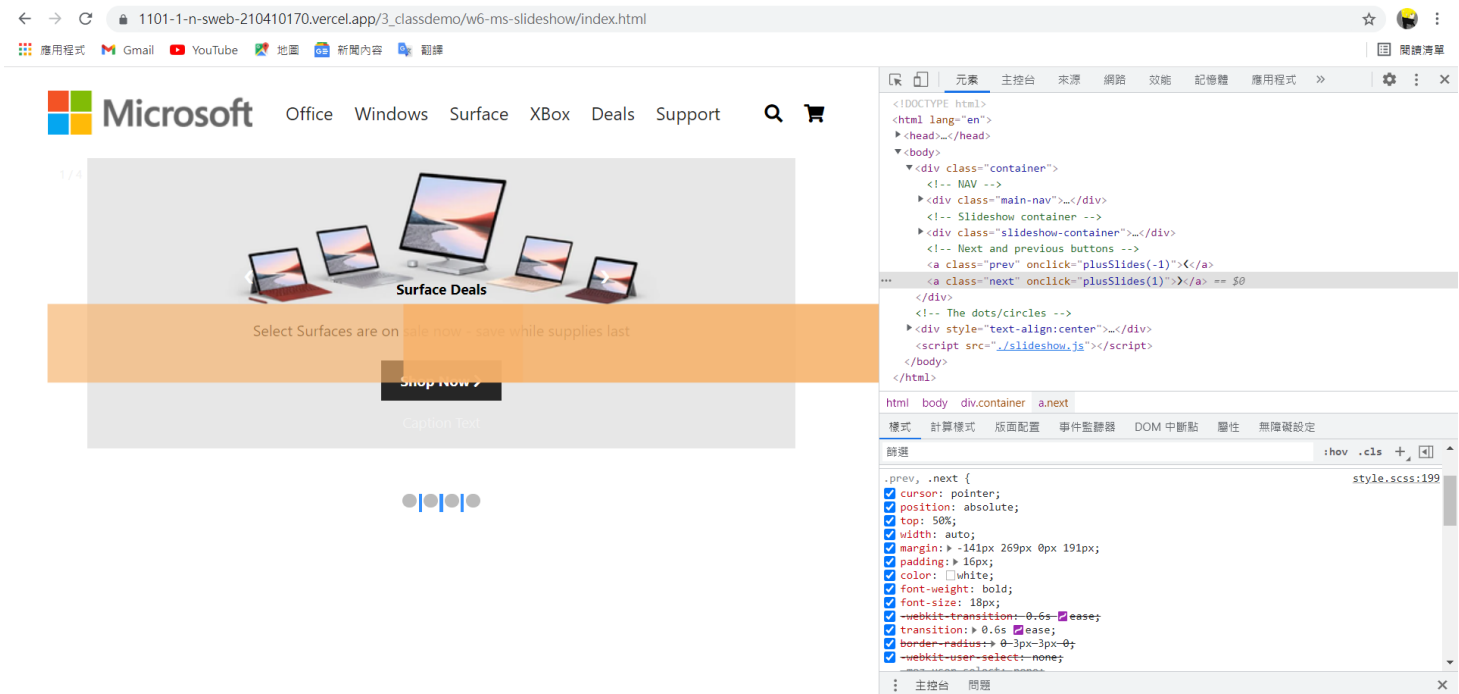 1101-1-n-sweb-210410170.vercel.app/3_classdemo/w6-ms-slideshow/index.html
應用程式 Gmail YouTube 地圖 新聞內容 翻譯 閱讀清單
Microsoft Office Windows Surface XBox Deals Support
1 / 4
Surface Deals
Select Surfaces are on sale now - save while supplies last
Shop Now
Caption Text
元素 主控台 來源 網路 效能 記憶體 應用程式 »
<!DOCTYPE html>
<html lang="en">
<head>…</head>
<body>
<div class="container">
<!-- NAV -->
<div class="main-nav">…</div>
<!-- Slideshow container -->
<div class="slideshow-container">…</div>
<!-- Next and previous buttons -->
<a class="prev" onclick="plusSlides(-1)">❮</a>
<a class="next" onclick="plusSlides(1)">❯</a> == $0
</div>
<!-- The dots/circles -->
<div style="text-align:center">…</div>
<script src="./slideshow.js"></script>
</body>
</html>
html body div.container a.next
樣式 計算樣式 版面配置 事件監聽器 DOM 中斷點 屬性 無障礙設定
篩選 :hov .cls +
.prev, .next { style.scss:199
cursor: pointer;
position: absolute;
top: 50%;
width: auto;
margin: -141px 269px 0px 191px;
padding: 16px;
color: white;
font-weight: bold;
font-size: 18px;
-webkit-transition: 0.6s ease;
transition: 0.6s ease;
border-radius: 0 3px 3px 0;
-webkit-user-select: none;
-moz-user-select: none;
主控台 問題